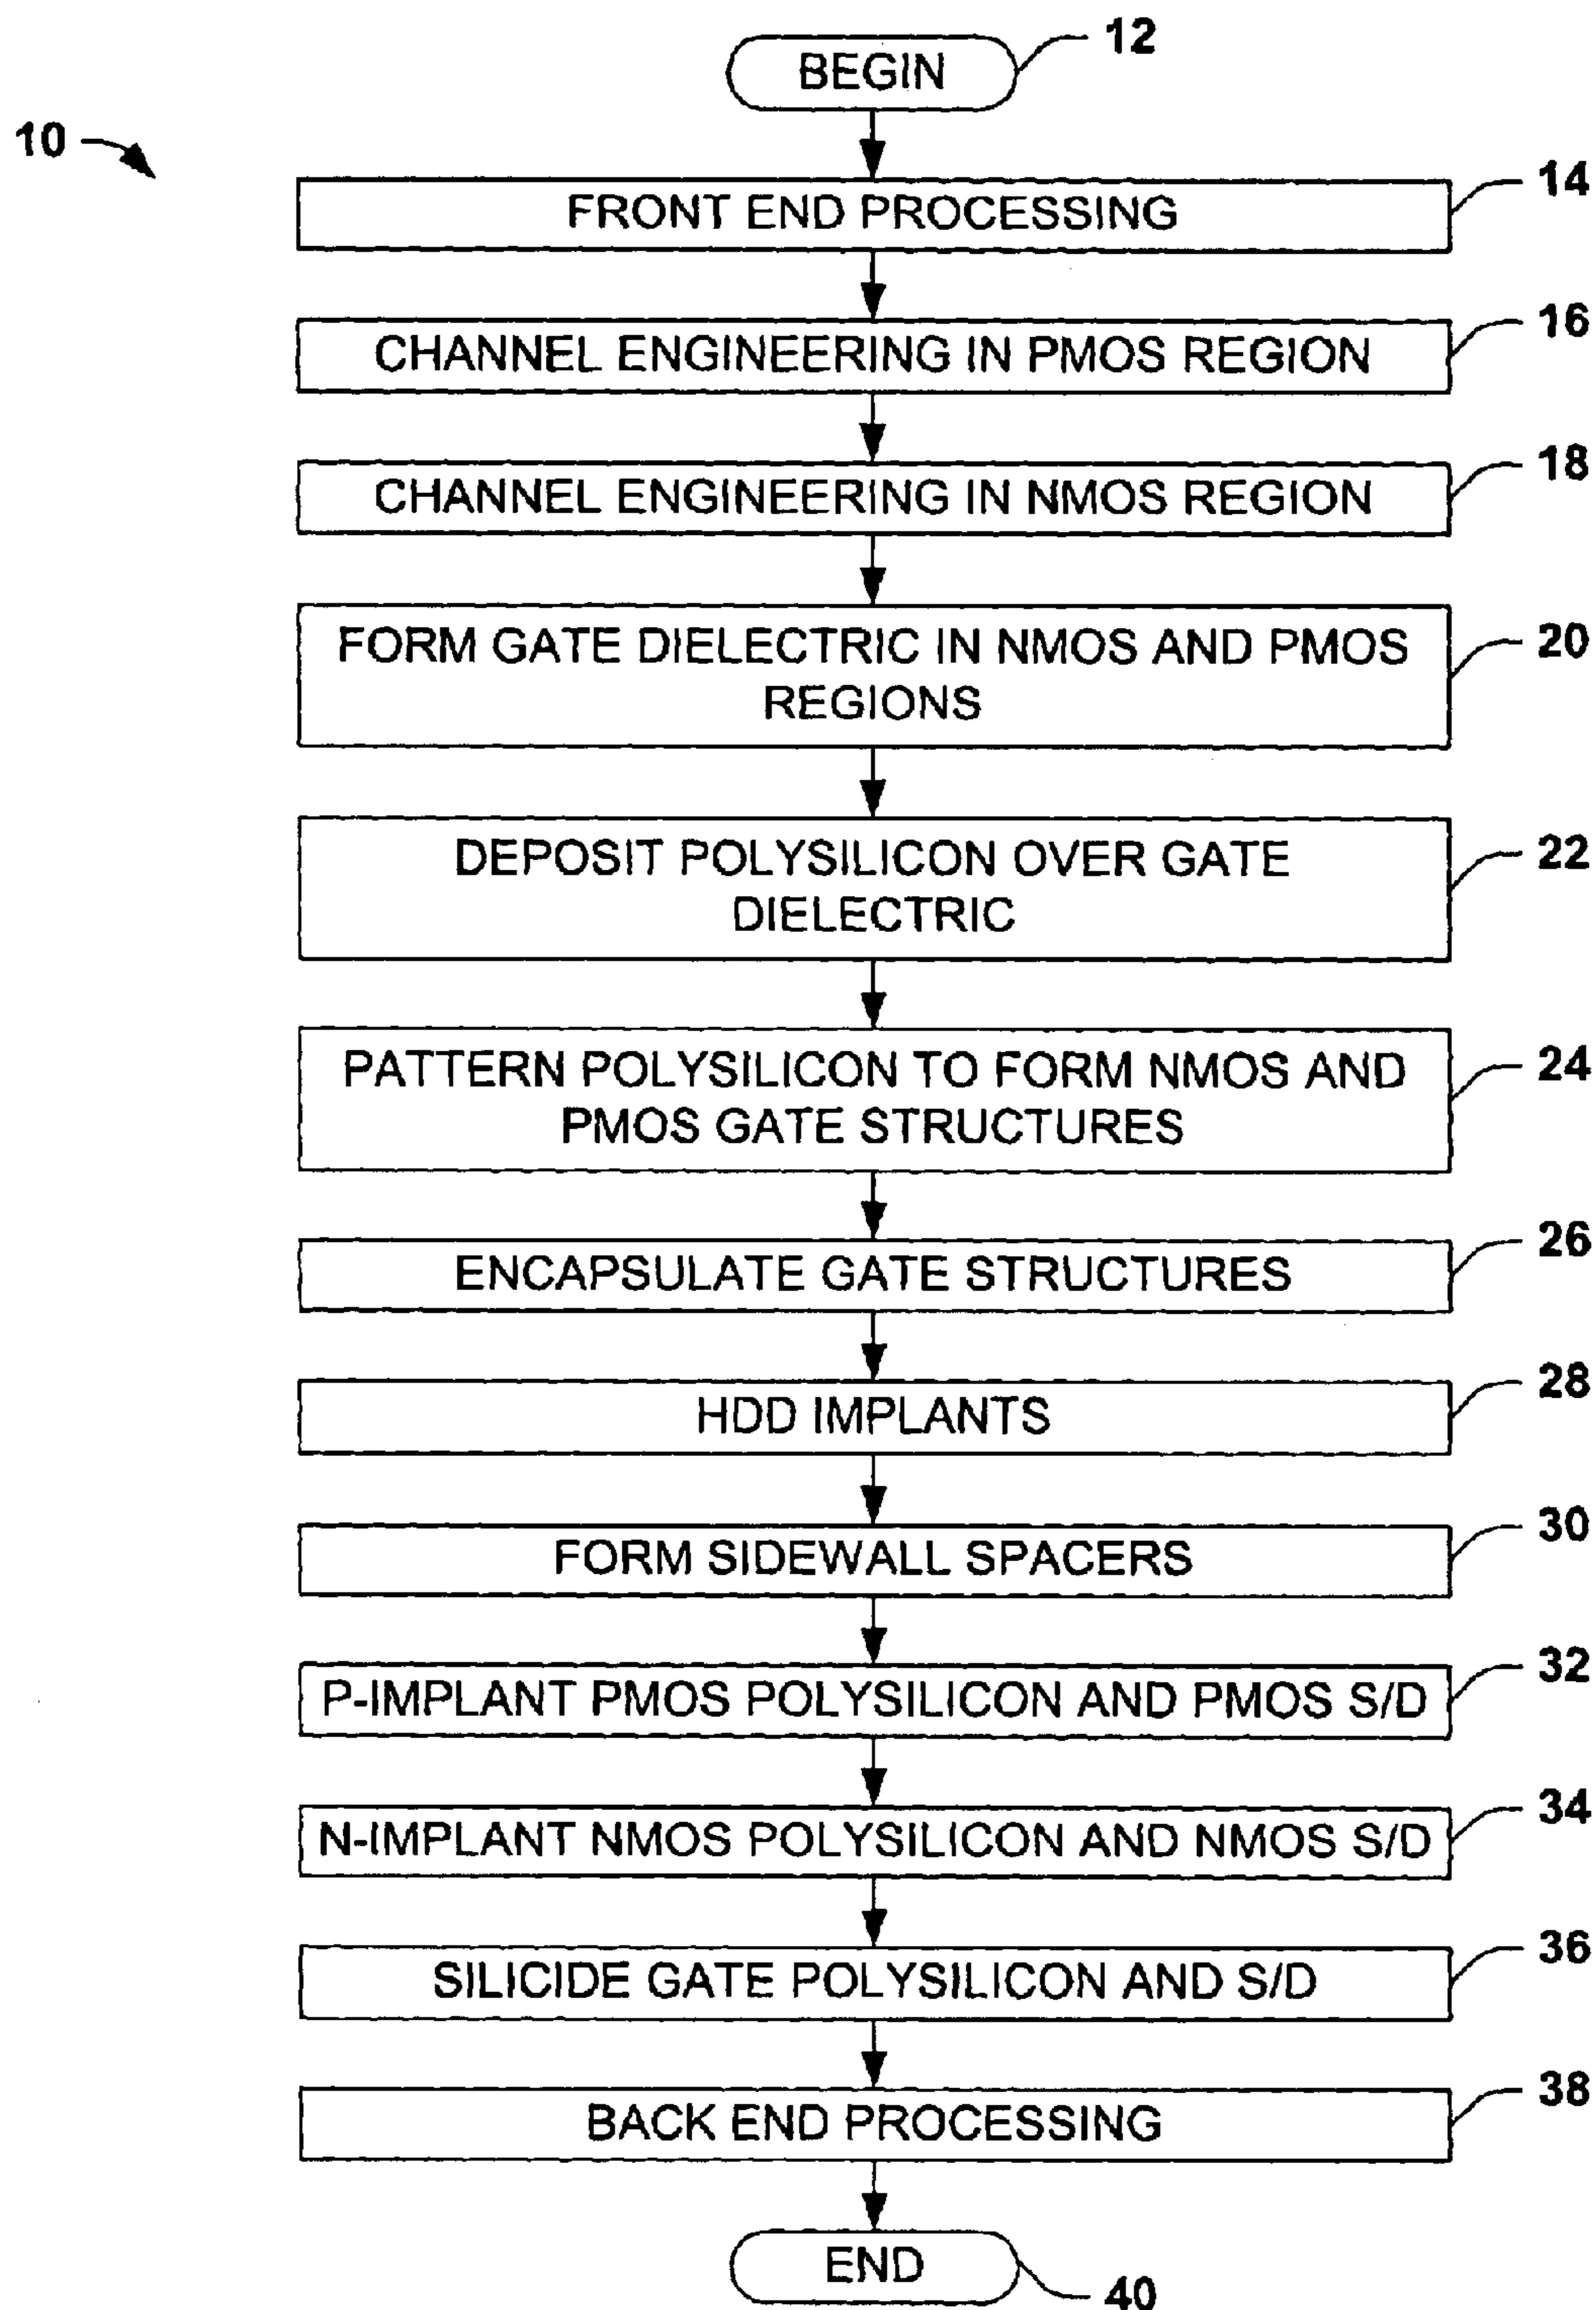 BEGIN
12
10
FRONT END PROCESSING
14
CHANNEL ENGINEERING IN PMOS REGION
16
CHANNEL ENGINEERING IN NMOS REGION
18
FORM GATE DIELECTRIC IN NMOS AND PMOS
REGIONS
20
DEPOSIT POLYSILICON OVER GATE
DIELECTRIC
22
PATTERN POLYSILICON TO FORM NMOS AND
PMOS GATE STRUCTURES
24
ENCAPSULATE GATE STRUCTURES
26
HDD IMPLANTS
28
FORM SIDEWALL SPACERS
30
P-IMPLANT PMOS POLYSILICON AND PMOS S/D
32
N-IMPLANT NMOS POLYSILICON AND NMOS S/D
34
SILICIDE GATE POLYSILICON AND S/D
36
BACK END PROCESSING
38
END
40